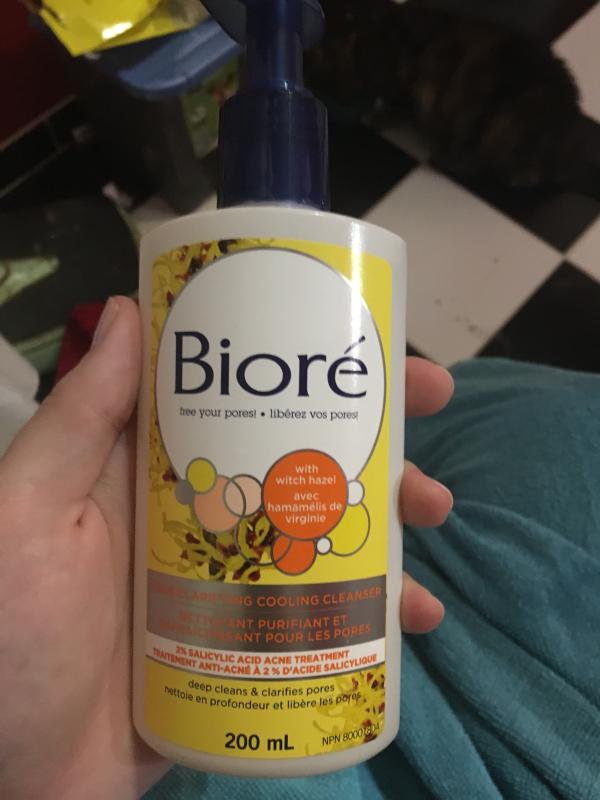 Bioré
free your pores! • libérez vos pores!
with
witch hazel
avec
hamamélis de
virginie
CLARIFYING COOLING CLEANSER
NETTOYANT PURIFIANT ET
RAFRAÎCHISSANT POUR LES PORES
2% SALICYLIC ACID ACNE TREATMENT
TRAITEMENT ANTI-ACNÉ À 2 % D'ACIDE SALICYLIQUE
deep cleans & clarifies pores
nettoie en profondeur et libère les pores
200 mL
NPN